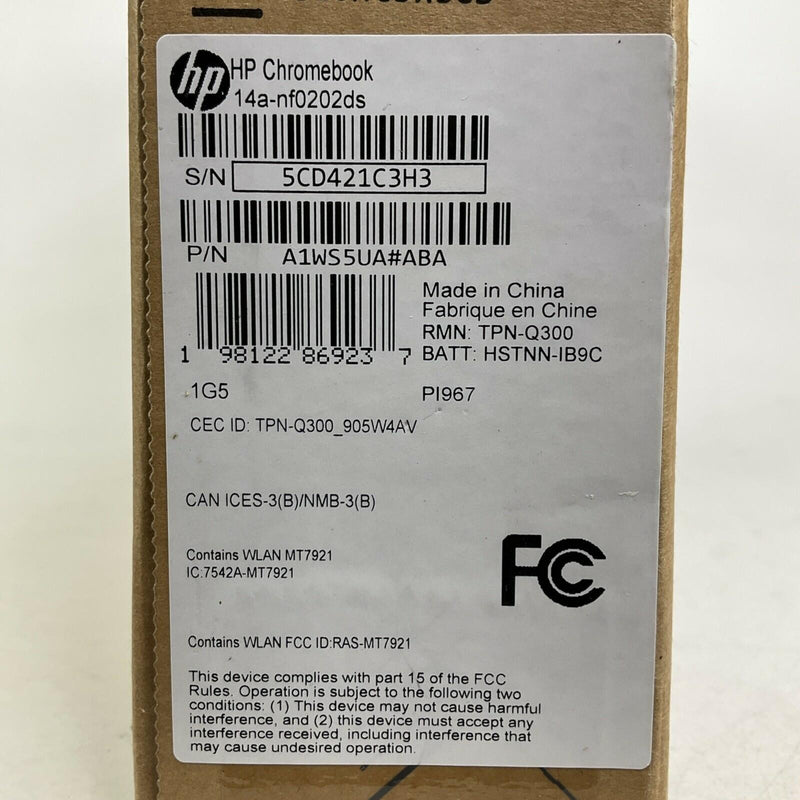 hp HP Chromebook
14a-nf0202ds
S/N 5CD421C3H3
P/N A1WS5UA#ABA
Made in China
Fabrique en Chine
RMN: TPN-Q300
1 98122 86923 7 BATT: HSTNN-IB9C
1G5 PI967
CEC ID: TPN-Q300_905W4AV
CAN ICES-3(B)/NMB-3(B)
Contains WLAN MT7921
IC:7542A-MT7921
FC
Contains WLAN FCC ID:RAS-MT7921
This device complies with part 15 of the FCC
Rules. Operation is subject to the following two
conditions: (1) This device may not cause harmful
interference, and (2) this device must accept any
interference received, including interference that
may cause undesired operation.